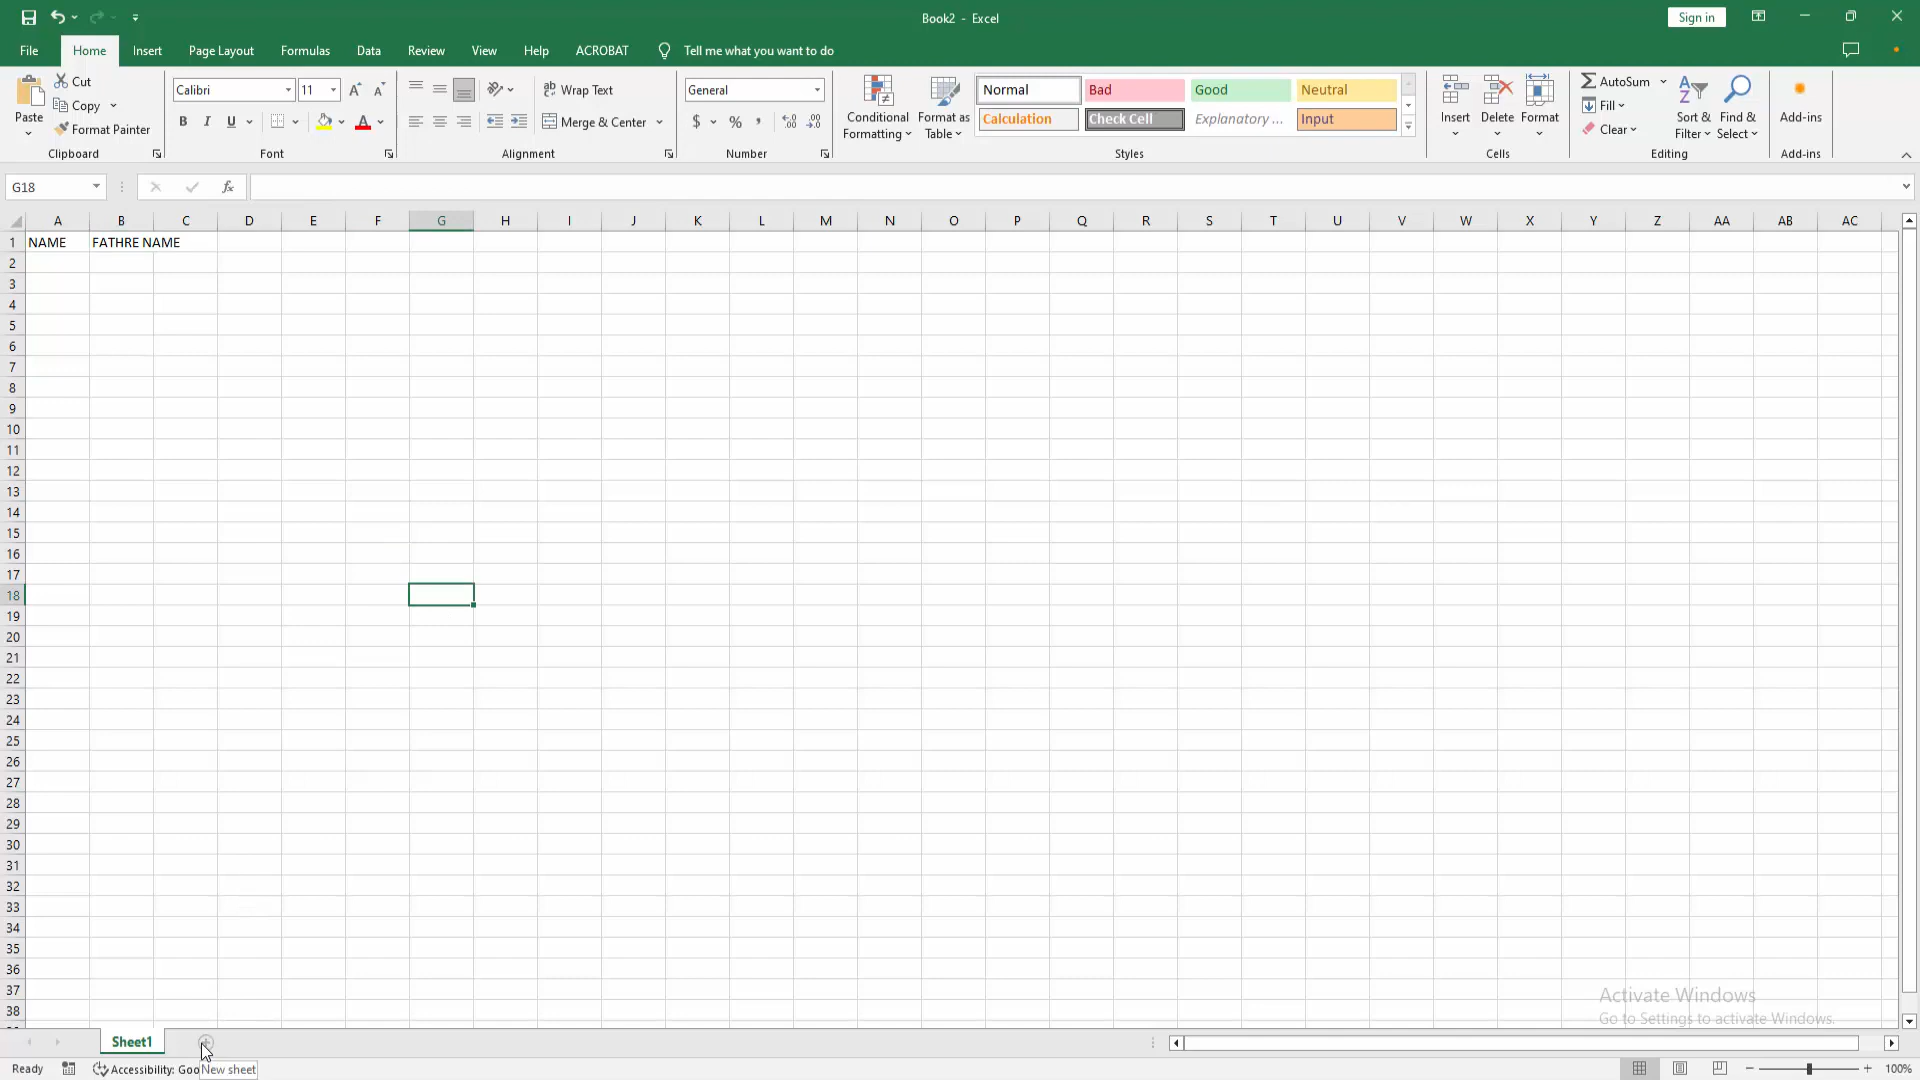 Book2 - Excel
Sign in
File Home Insert Page Layout Formulas Data Review View Help ACROBAT Tell me what you want to do
Cut
Copy
Format Painter
Paste
Clipboard
Calibri 11
B I U
Font
Wrap Text
Merge & Center
Alignment
General
$ % ,
Number
Conditional Formatting
Format as Table
Normal Bad Good Neutral
Calculation Check Cell Explanatory ... Input
Styles
Insert Delete Format
Cells
AutoSum
Fill
Clear
Sort & Filter
Find & Select
Editing
Add-ins
Add-ins
G18 fx
A B C D E F G H I J K L M N O P Q R S T U V W X Y Z AA AB AC
1 NAME FATHRE NAME
2
3
4
5
6
7
8
9
10
11
12
13
14
15
16
17
18
19
20
21
22
23
24
25
26
27
28
29
30
31
32
33
34
35
36
37
38
Activate Windows
Go to Settings to activate Windows.
Sheet1
Ready Accessibility: Goo New sheet 100%